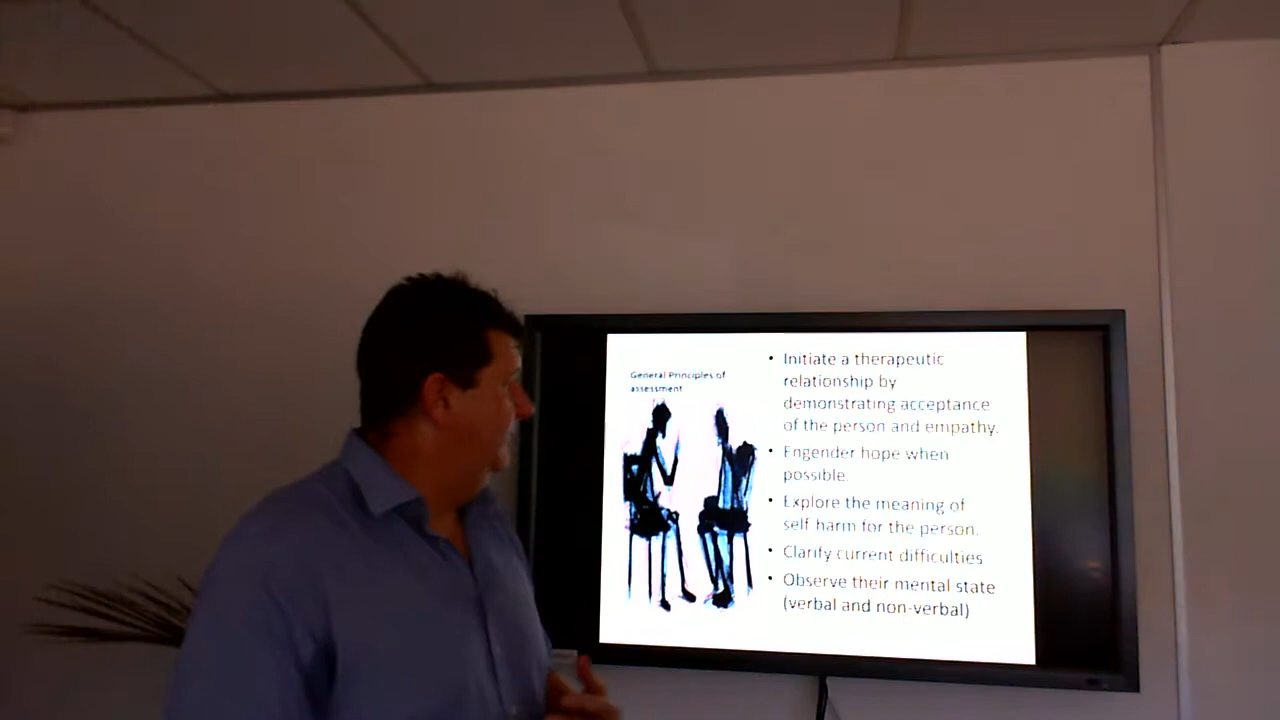 General Principles of
assessment
• Initiate a therapeutic
relationship by
demonstrating acceptance
of the person and empathy.
• Engender hope when
possible.
• Explore the meaning of
self harm for the person.
• Clarify current difficulties
• Observe their mental state
(verbal and non-verbal)